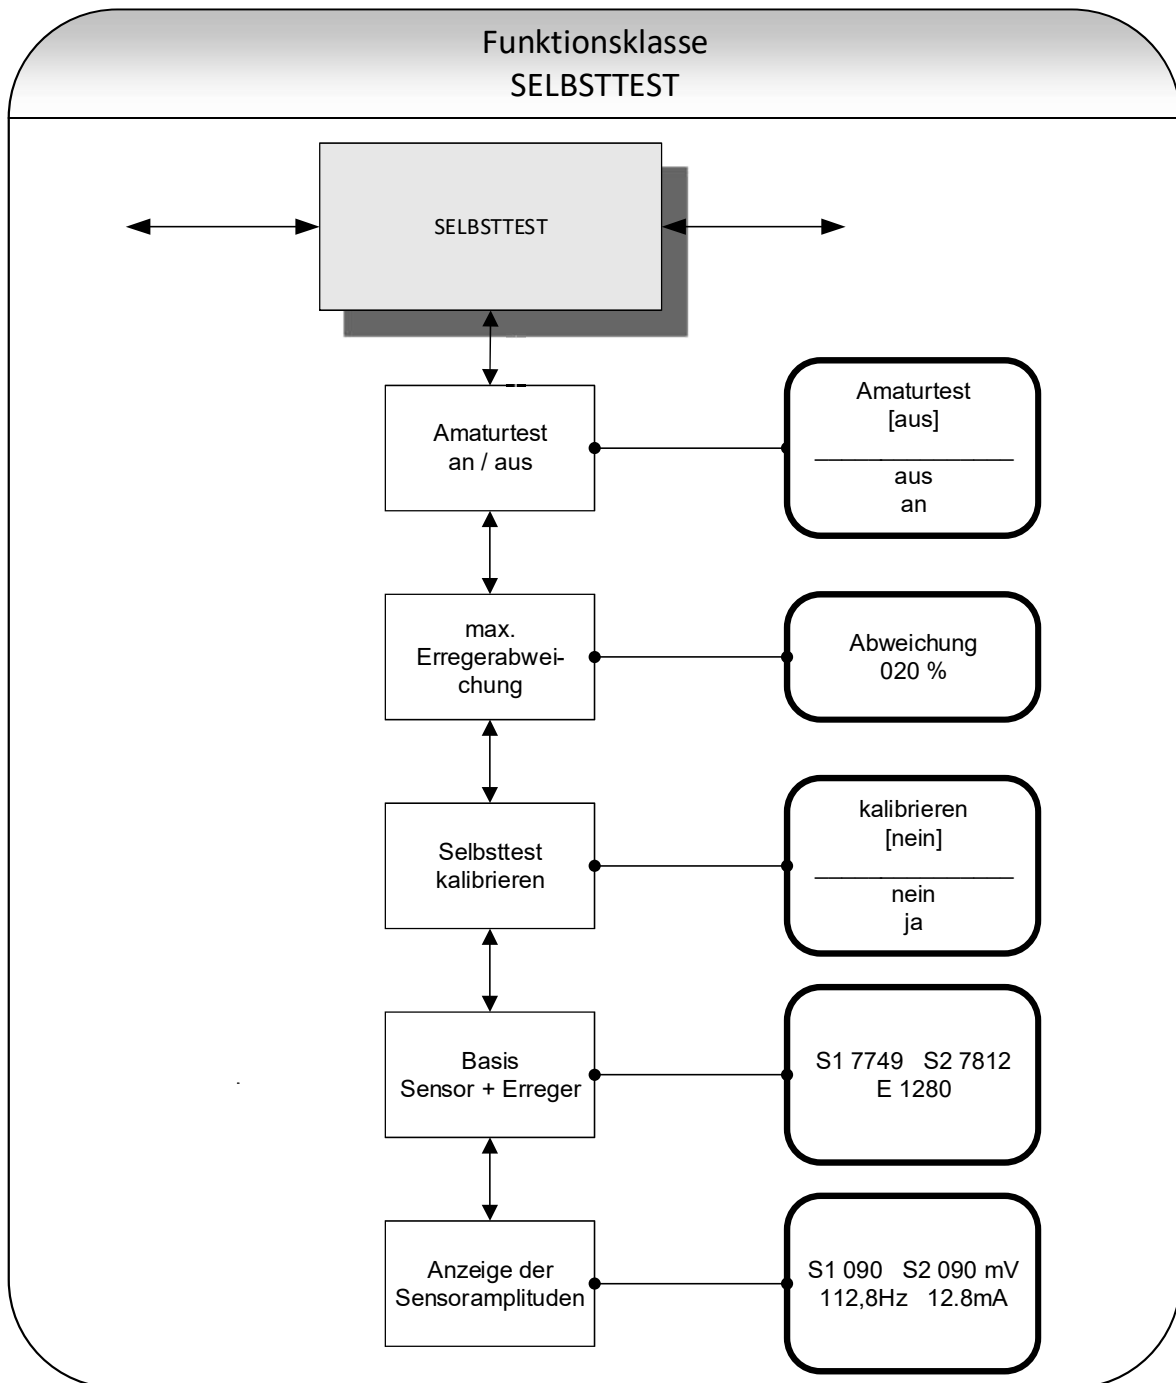 Funktionsklasse
SELBSTTEST
SELBSTTEST
Amaturtest
an / aus
Amaturtest
[aus]
aus
an
max.
Erregerabwei-
chung
Abweichung
020 %
Selbsttest
kalibrieren
kalibrieren
[nein]
nein
ja
Basis
Sensor + Erreger
S1 7749 S2 7812
E 1280
Anzeige der
Sensoramplituden
S1 090 S2 090 mV
112,8Hz 12.8mA